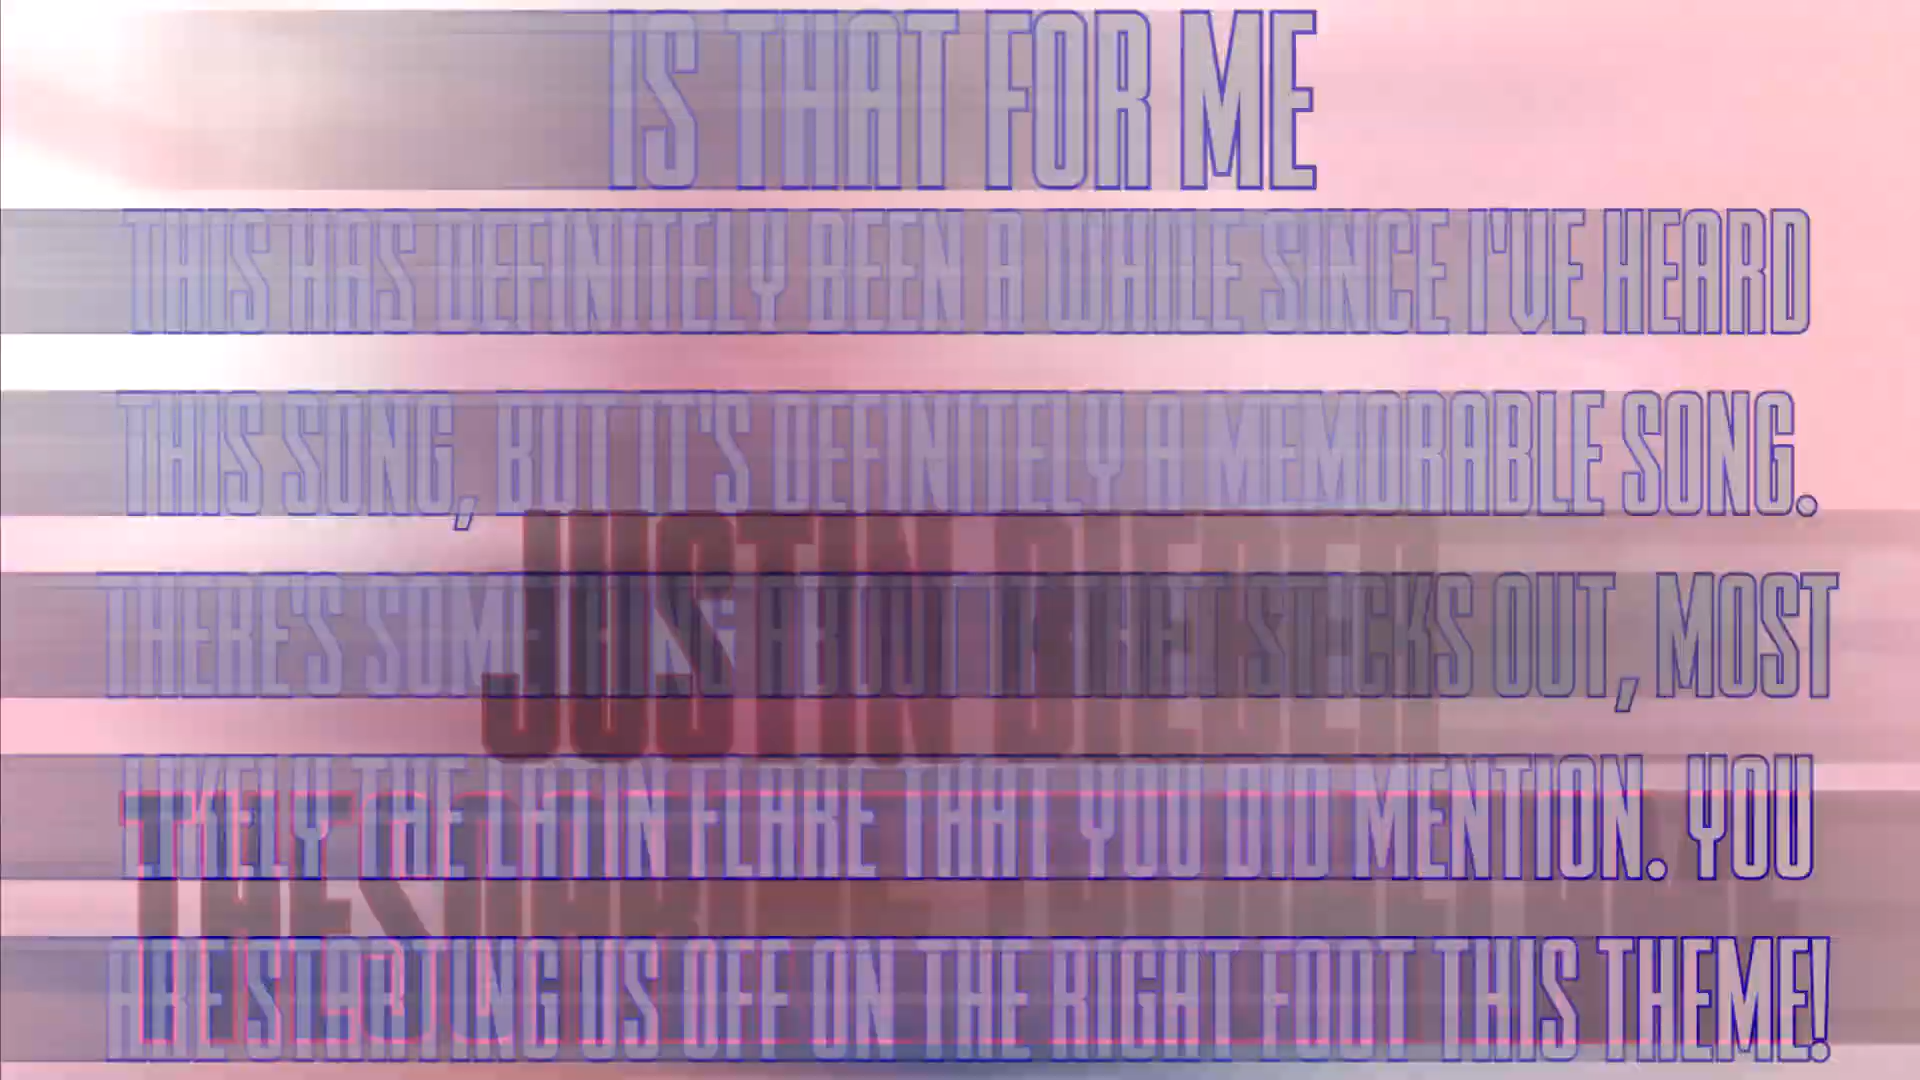 IS THAT FOR ME
THIS HAS DEFINITELY BEEN A WHILE SINCE I'VE HEARD
THIS SONG, BUT IT'S DEFINITELY A MEMORABLE SONG.
JUSTIN BIEBER
THERE'S SOMETHING ABOUT IT THAT STICKS OUT, MOST
LIKELY THE LATIN FLARE THAT YOU DID MENTION. YOU
ARE STARTING US OFF ON THE RIGHT FOOT THIS THEME!